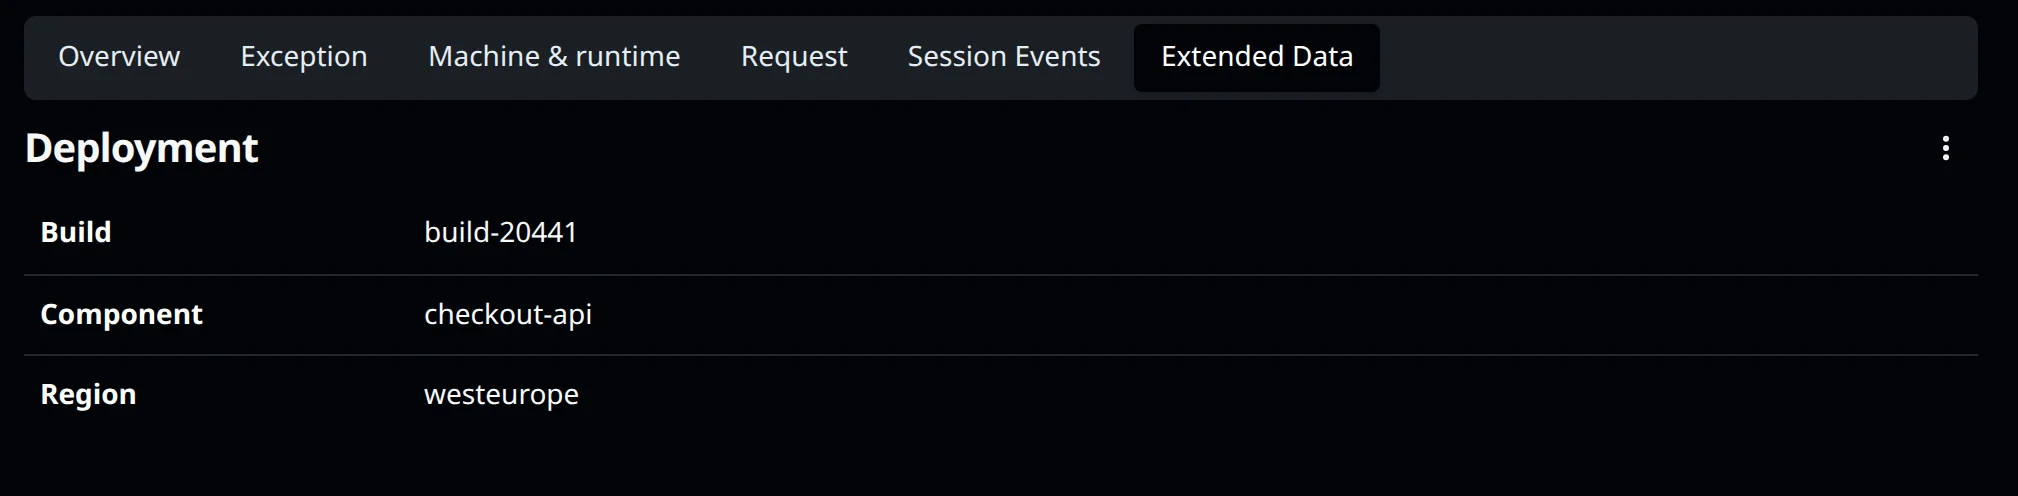 Overview Exception Machine & runtime Request Session Events Extended Data
Deployment
Build build-20441
Component checkout-api
Region westeurope